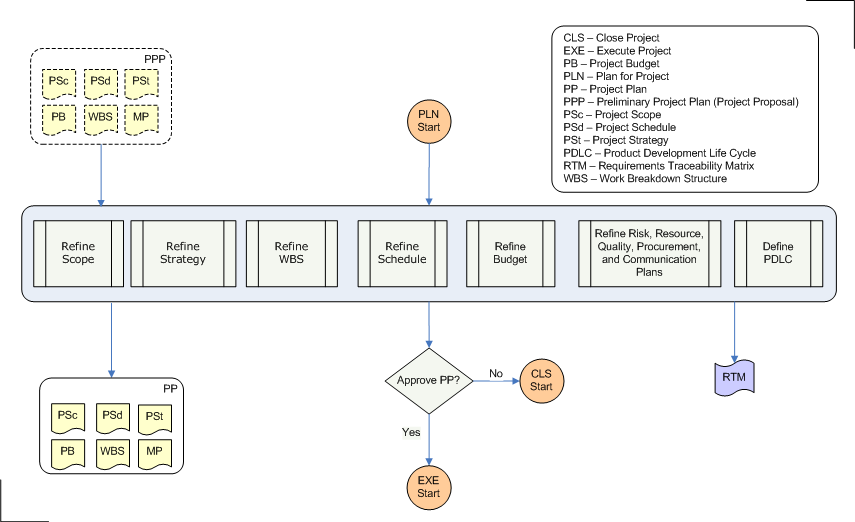 PPP
PSc
PSd
PSt
PB
WBS
MP
PLN
Start
CLS – Close Project
EXE – Execute Project
PB – Project Budget
PLN – Plan for Project
PP – Project Plan
PPP – Preliminary Project Plan (Project Proposal)
PSc – Project Scope
PSd – Project Schedule
PSt – Project Strategy
PDLC – Product Development Life Cycle
RTM – Requirements Traceability Matrix
WBS – Work Breakdown Structure
Refine
Scope
Refine
Strategy
Refine
WBS
Refine
Schedule
Refine
Budget
Refine Risk, Resource,
Quality, Procurement,
and Communication
Plans
Define
PDLC
PP
PSc
PSd
PSt
PB
WBS
MP
Approve PP?
No
CLS
Start
Yes
EXE
Start
RTM